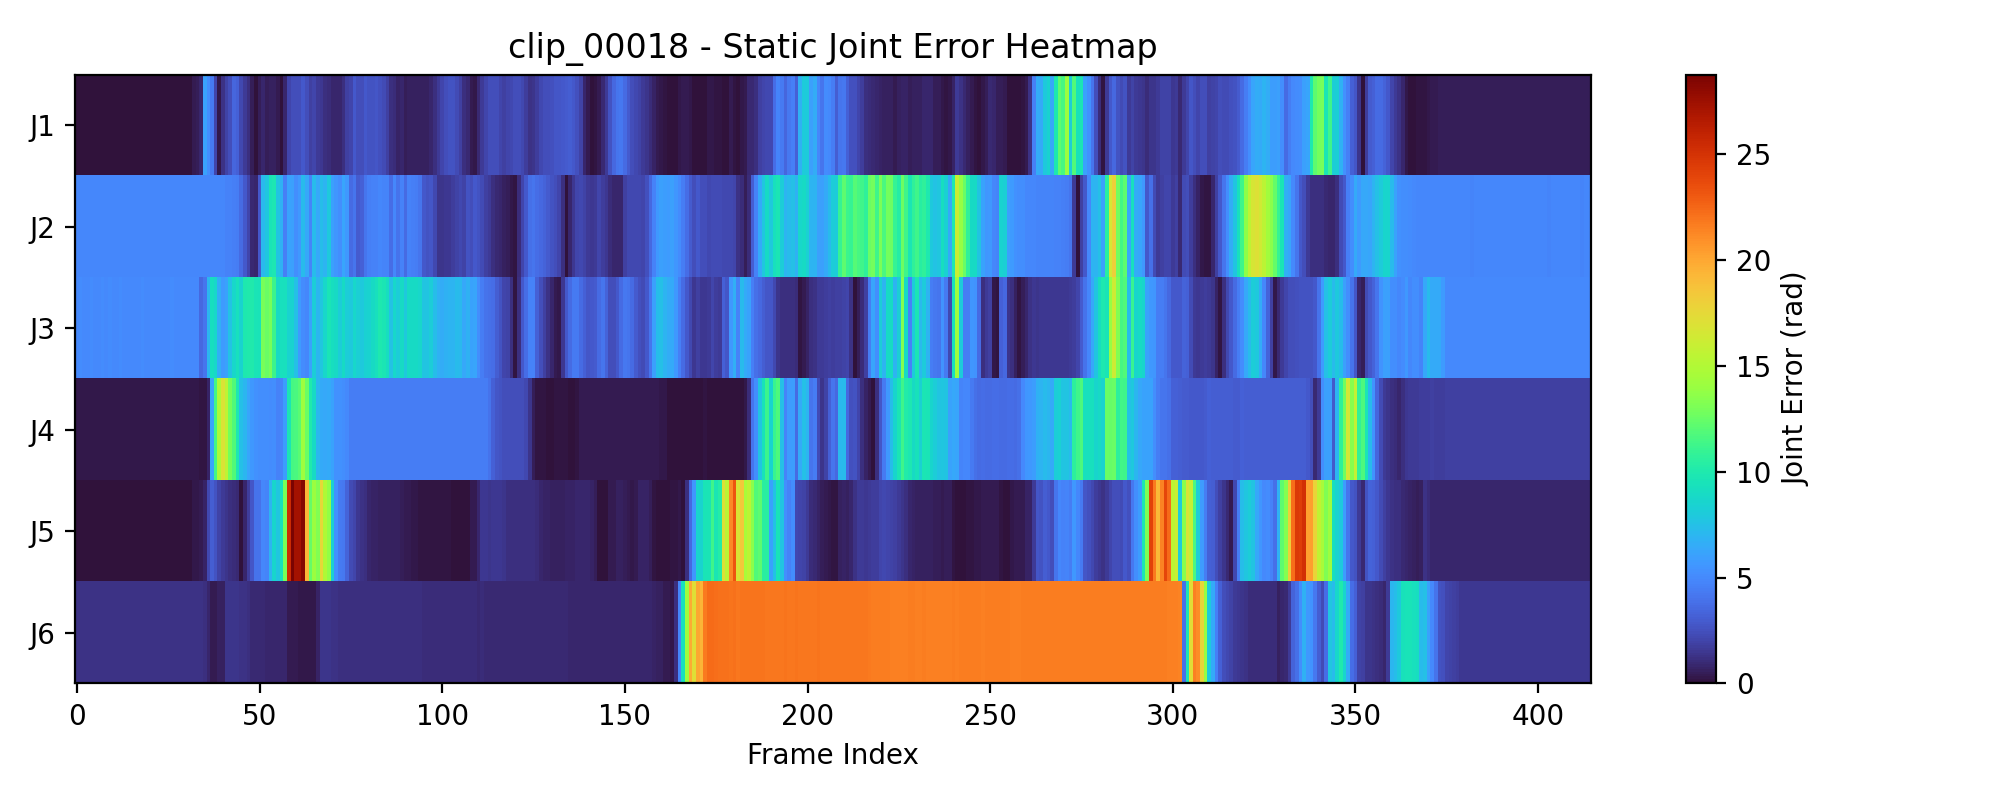 clip_00018 - Static Joint Error Heatmap
J1
J2
J3
J4
J5
J6
0 50 100 150 200 250 300 350 400
Frame Index
25
20
15
10
5
0
Joint Error (rad)